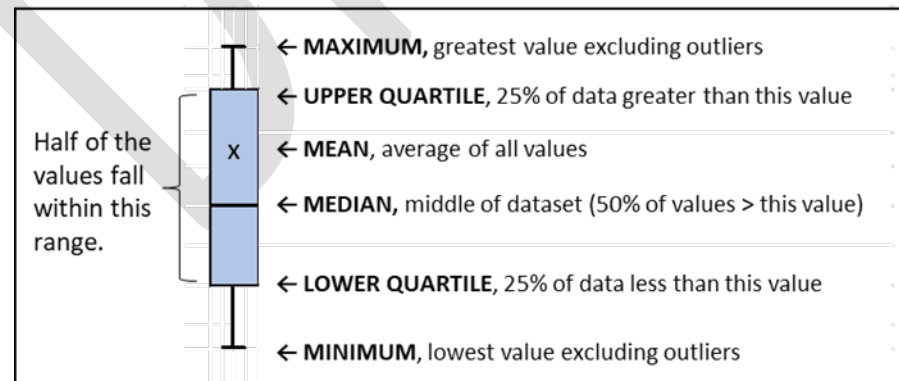 ← MAXIMUM, greatest value excluding outliers
← UPPER QUARTILE, 25% of data greater than this value
Half of the
values fall
within this
range.
X
← MEAN, average of all values
← MEDIAN, middle of dataset (50% of values > this value)
← LOWER QUARTILE, 25% of data less than this value
← MINIMUM, lowest value excluding outliers